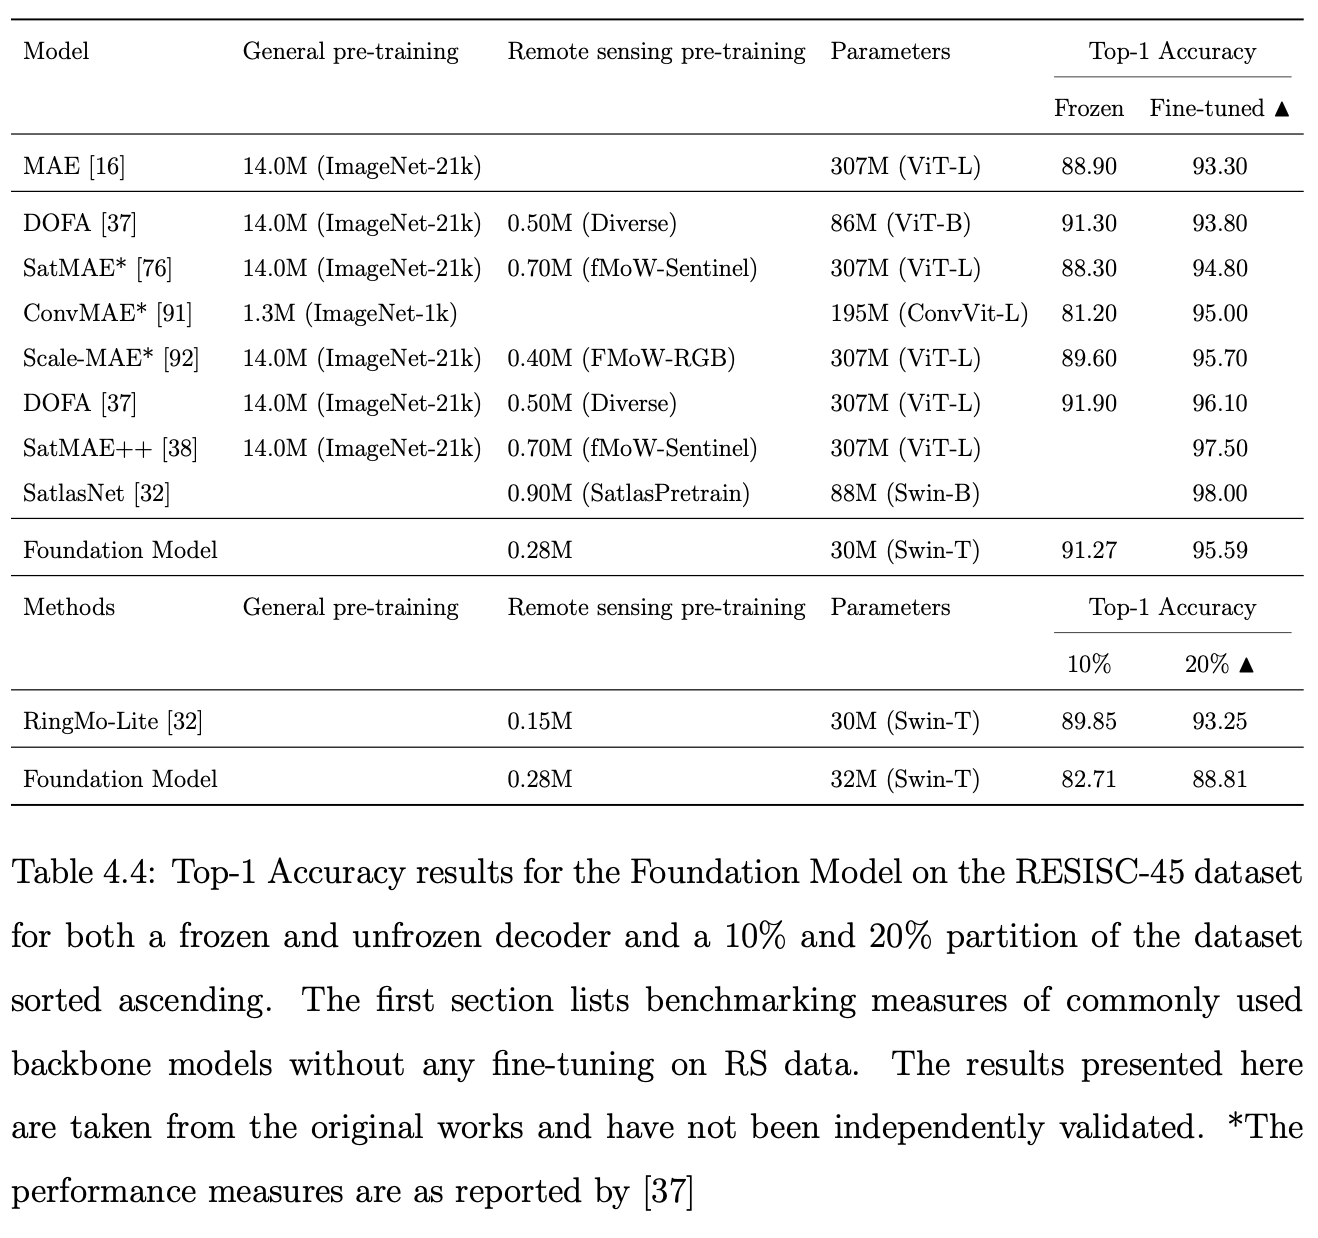 Model General pre-training Remote sensing pre-training Parameters Top-1 Accuracy
Frozen Fine-tuned ▲
MAE [16] 14.0M (ImageNet-21k) 307M (ViT-L) 88.90 93.30
DOFA [37] 14.0M (ImageNet-21k) 0.50M (Diverse) 86M (ViT-B) 91.30 93.80
SatMAE* [76] 14.0M (ImageNet-21k) 0.70M (fMoW-Sentinel) 307M (ViT-L) 88.30 94.80
ConvMAE* [91] 1.3M (ImageNet-1k) 195M (ConvVit-L) 81.20 95.00
Scale-MAE* [92] 14.0M (ImageNet-21k) 0.40M (FMoW-RGB) 307M (ViT-L) 89.60 95.70
DOFA [37] 14.0M (ImageNet-21k) 0.50M (Diverse) 307M (ViT-L) 91.90 96.10
SatMAE++ [38] 14.0M (ImageNet-21k) 0.70M (fMoW-Sentinel) 307M (ViT-L) 97.50
SatlasNet [32] 0.90M (SatlasPretrain) 88M (Swin-B) 98.00
Foundation Model 0.28M 30M (Swin-T) 91.27 95.59
Methods General pre-training Remote sensing pre-training Parameters Top-1 Accuracy
10% 20% ▲
RingMo-Lite [32] 0.15M 30M (Swin-T) 89.85 93.25
Foundation Model 0.28M 32M (Swin-T) 82.71 88.81
Table 4.4: Top-1 Accuracy results for the Foundation Model on the RESISC-45 dataset
for both a frozen and unfrozen decoder and a 10% and 20% partition of the dataset
sorted ascending. The first section lists benchmarking measures of commonly used
backbone models without any fine-tuning on RS data. The results presented here
are taken from the original works and have not been independently validated. *The
performance measures are as reported by [37]